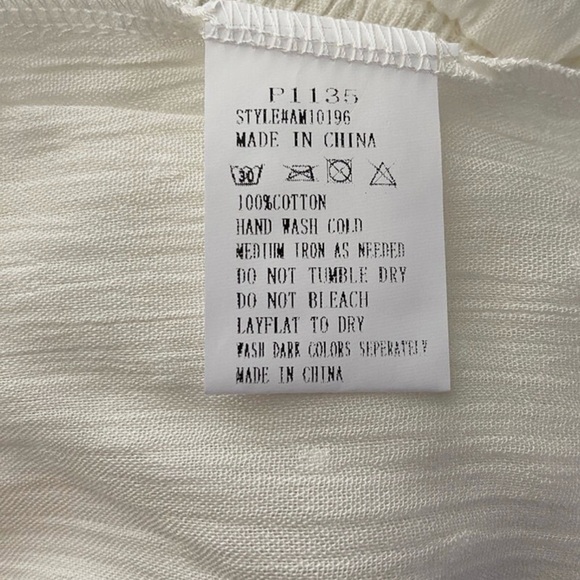 P1135
STYLE#AM10196
MADE IN CHINA
30
100%COTTON
HAND WASH COLD
MEDIUM IRON AS NEEDED
DO NOT TUMBLE DRY
DO NOT BLEACH
LAYFLAT TO DRY
WASH DARK COLORS SEPERATELY
MADE IN CHINA